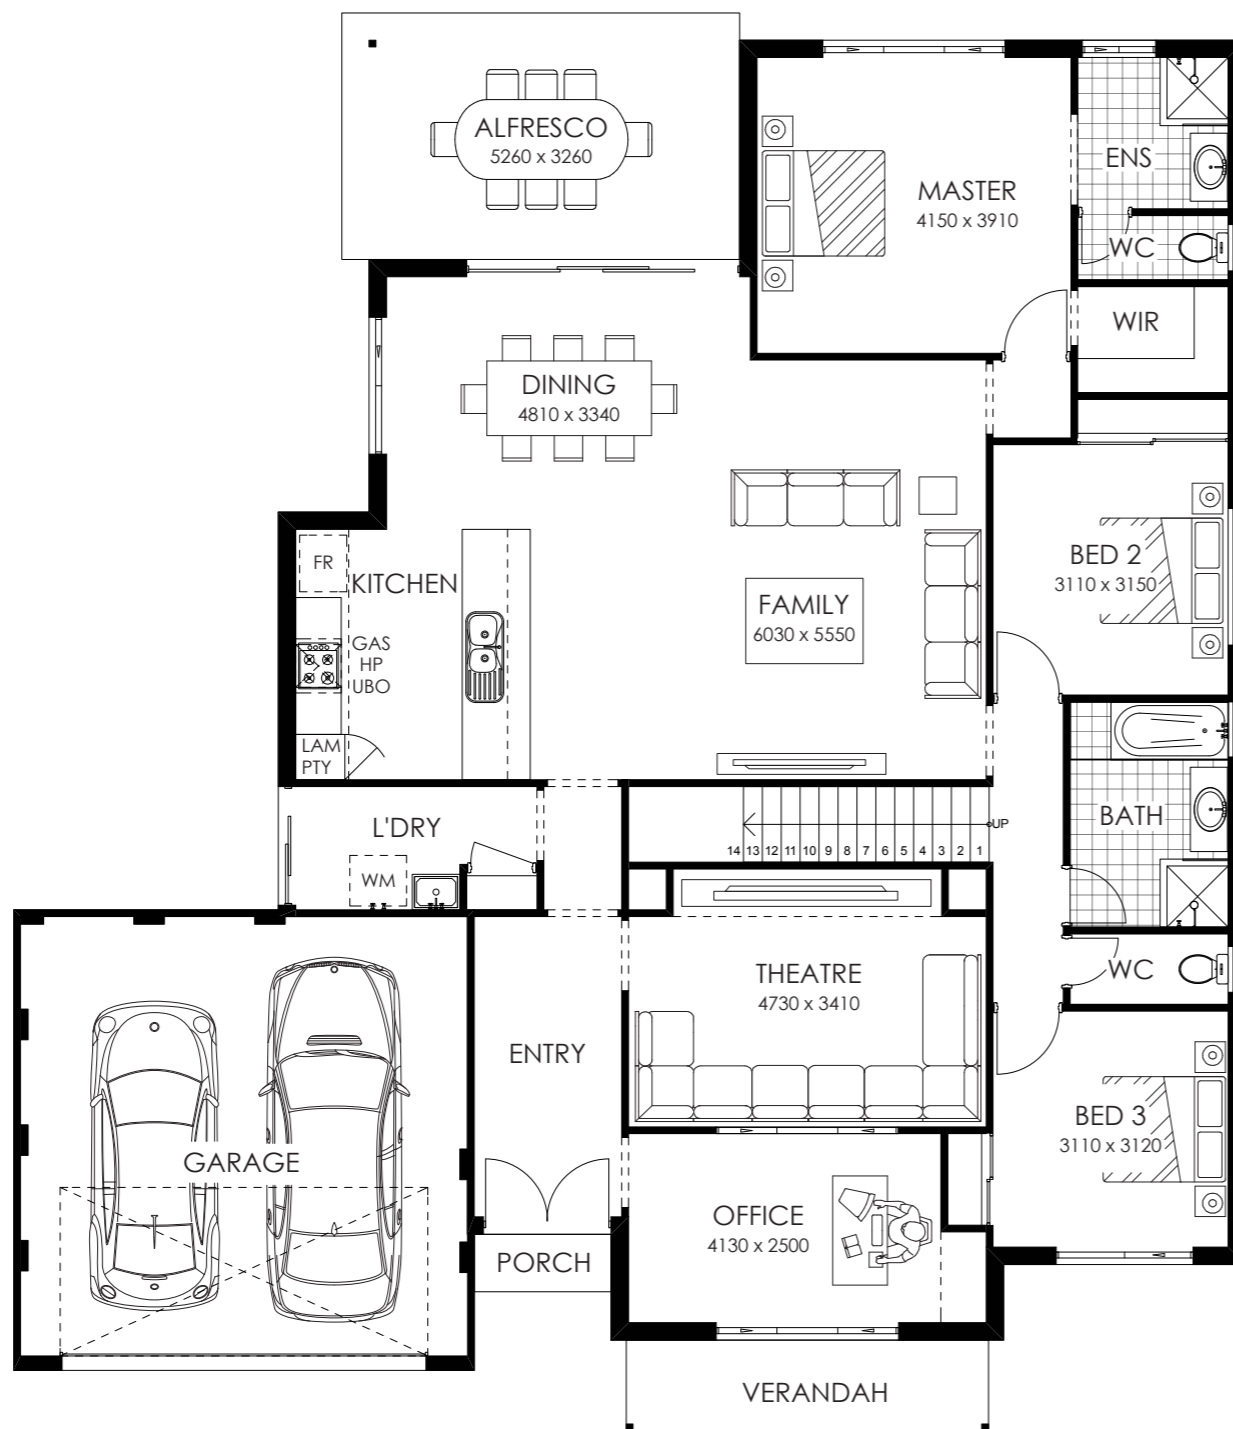 ALFRESCO
5260 x 3260
MASTER
4150 x 3910
ENS
WC
WIR
DINING
4810 x 3340
BED 2
3110 x 3150
FR
KITCHEN
GAS
HP
UBO
LAM
PTY
FAMILY
6030 x 5550
L'DRY
WM
14 13 12 11 10 9 8 7 6 5 4 3 2 1
UP
BATH
WC
THEATRE
4730 x 3410
ENTRY
GARAGE
BED 3
3110 x 3120
OFFICE
4130 x 2500
PORCH
VERANDAH